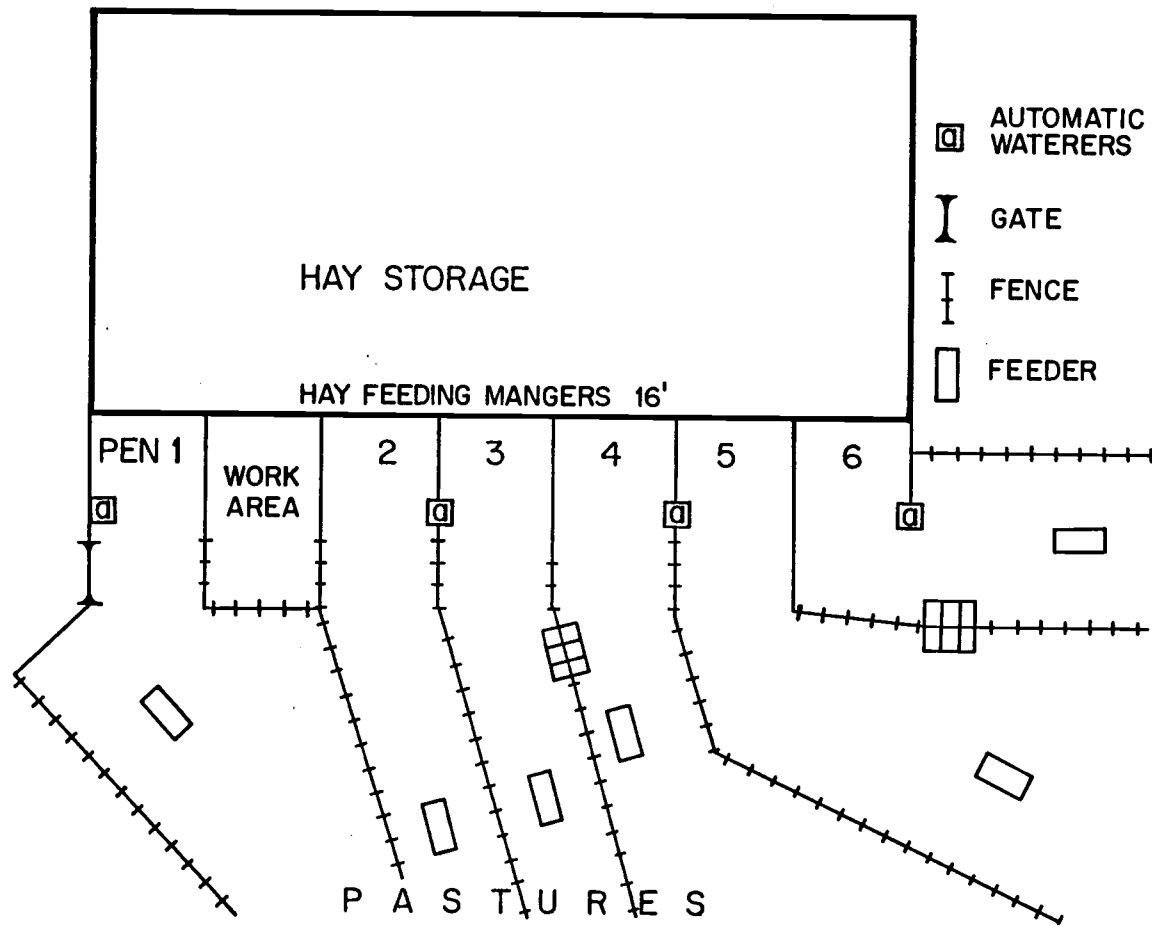 AUTOMATIC
WATERERS
GATE
FENCE
FEEDER
HAY STORAGE
HAY FEEDING MANGERS 16'
PEN 1
WORK
AREA
2
3
4
5
6
a
a
a
a
a
PASTURES